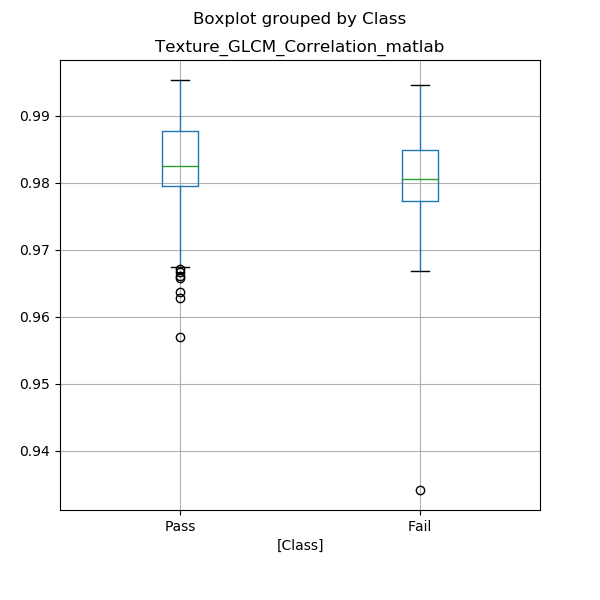 Boxplot grouped by Class
Texture_GLCM_Correlation_matlab
0.99
0.98
0.97
0.96
0.95
0.94
Pass
Fail
[Class]